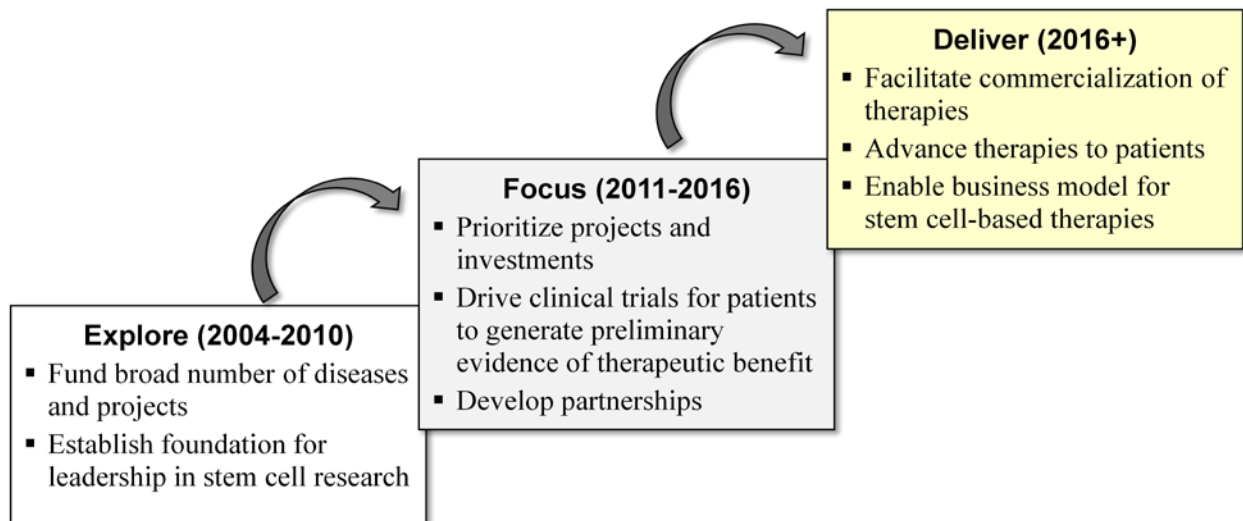 Deliver (2016+)
▪ Facilitate commercialization of
therapies
▪ Advance therapies to patients
▪ Enable business model for
stem cell-based therapies
Focus (2011-2016)
▪ Prioritize projects and
investments
▪ Drive clinical trials for patients
to generate preliminary
evidence of therapeutic benefit
▪ Develop partnerships
Explore (2004-2010)
▪ Fund broad number of diseases
and projects
▪ Establish foundation for
leadership in stem cell research